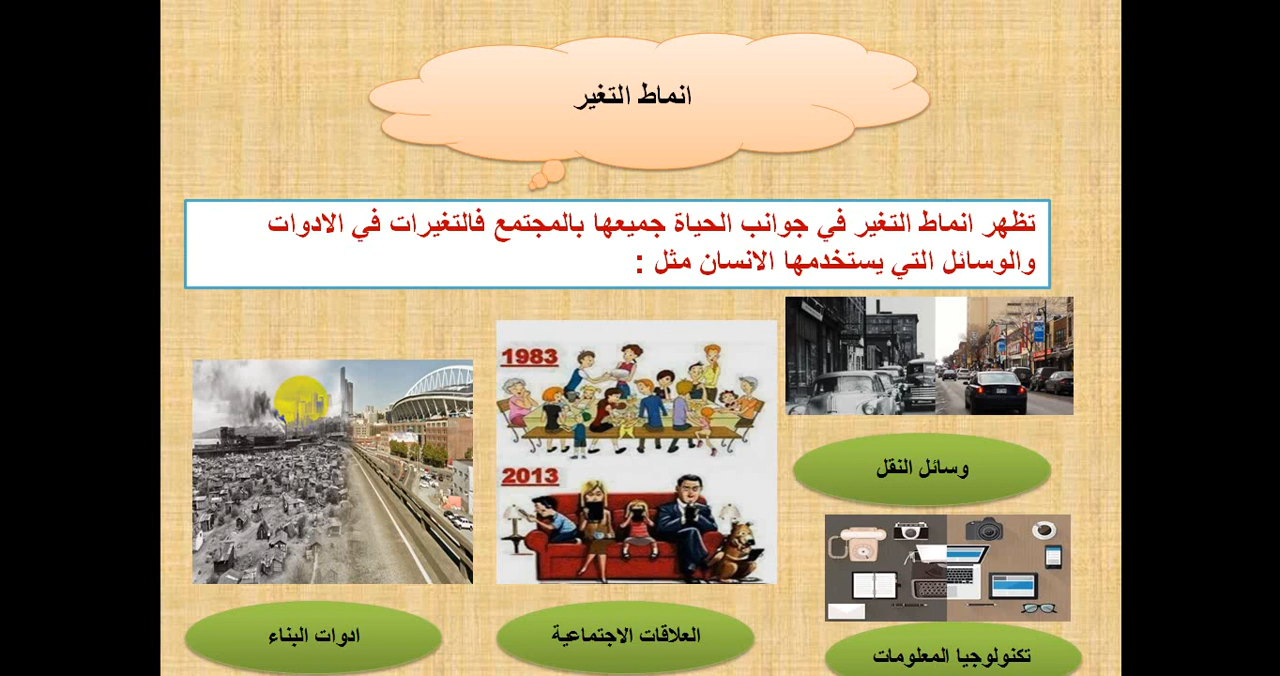 انماط التغير
تظهر انماط التغير في جوانب الحياة جميعها بالمجتمع فالتغيرات في الادوات
والوسائل التي يستخدمها الانسان مثل :
وسائل النقل
1983
2013
تكنولوجيا المعلومات
العلاقات الاجتماعية
ادوات البناء